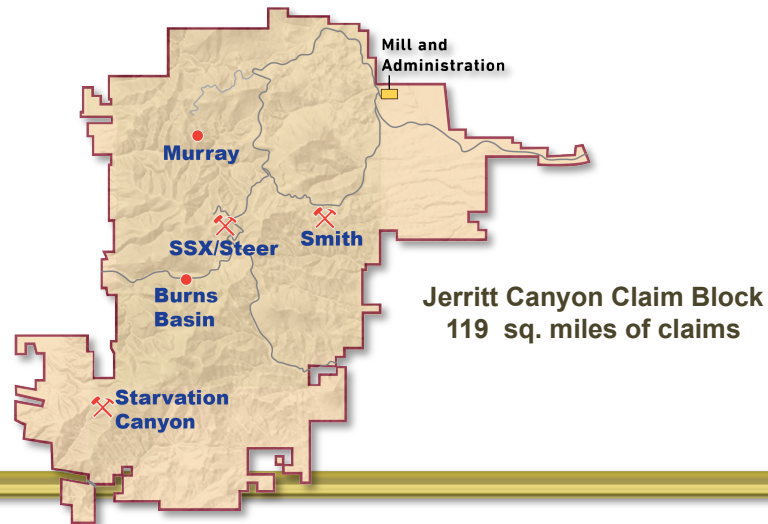 Mill and
Administration
Murray
SSX/Steer
Smith
Burns
Basin
Jerritt Canyon Claim Block
119 sq. miles of claims
Starvation
Canyon